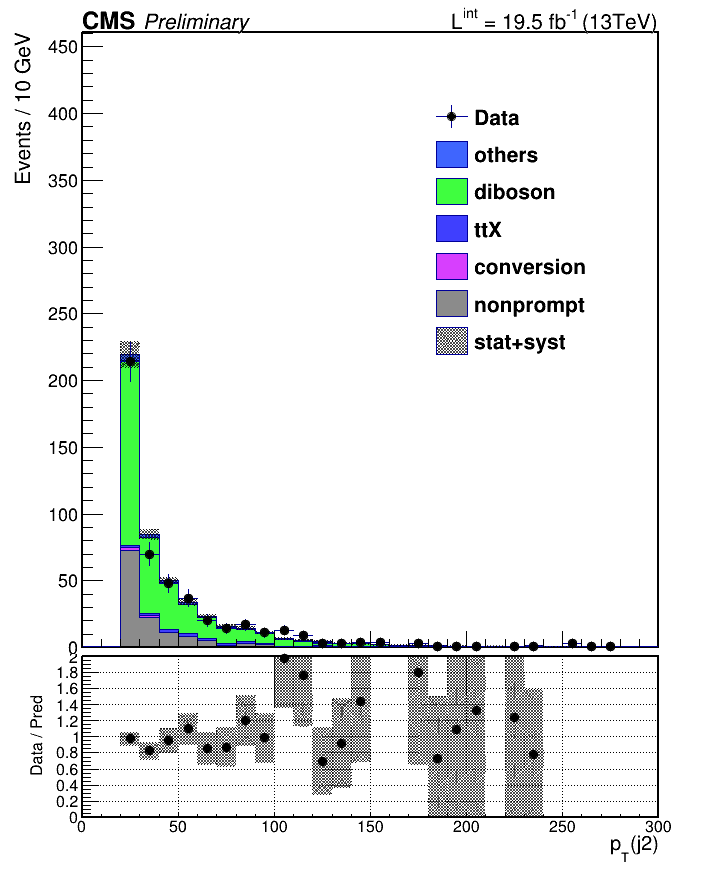 CMS Preliminary L^int = 19.5 fb^-1 (13TeV)
Events / 10 GeV
450
400
350
300
250
200
150
100
50
0
Data
others
diboson
ttX
conversion
nonprompt
stat+syst
Data / Pred
2
1.8
1.6
1.4
1.2
1
0.8
0.6
0.4
0.2
0
0 50 100 150 200 250 300
p_T(j2)